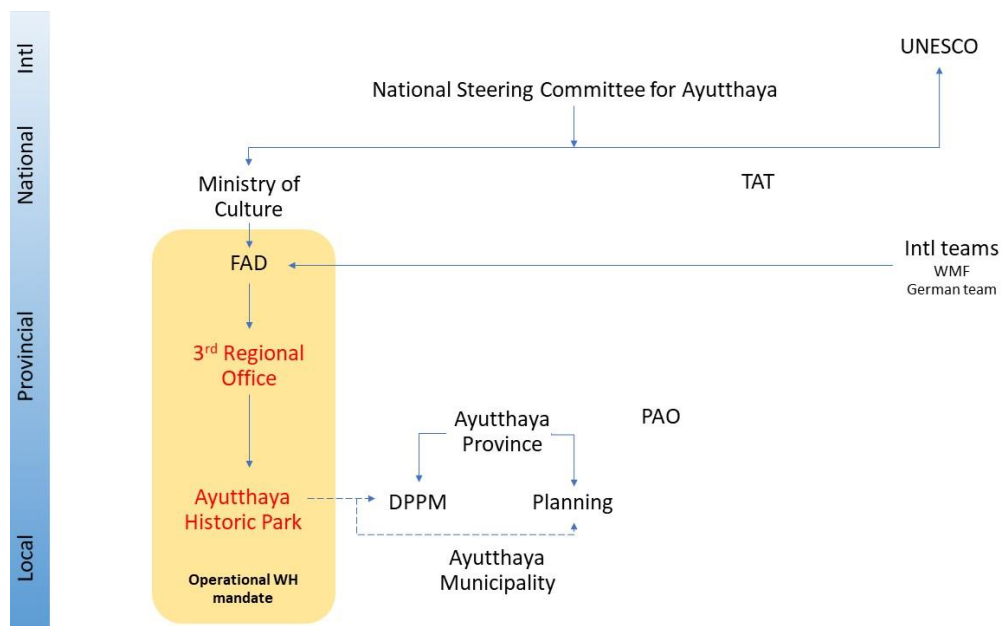 Intl
National
Provincial
Local
UNESCO
National Steering Committee for Ayutthaya
Ministry of
Culture
TAT
FAD
Intl teams
WMF
German team
3rd Regional
Office
Ayutthaya
Province
PAO
Ayutthaya
Historic Park
DPPM
Planning
Ayutthaya
Municipality
Operational WH
mandate